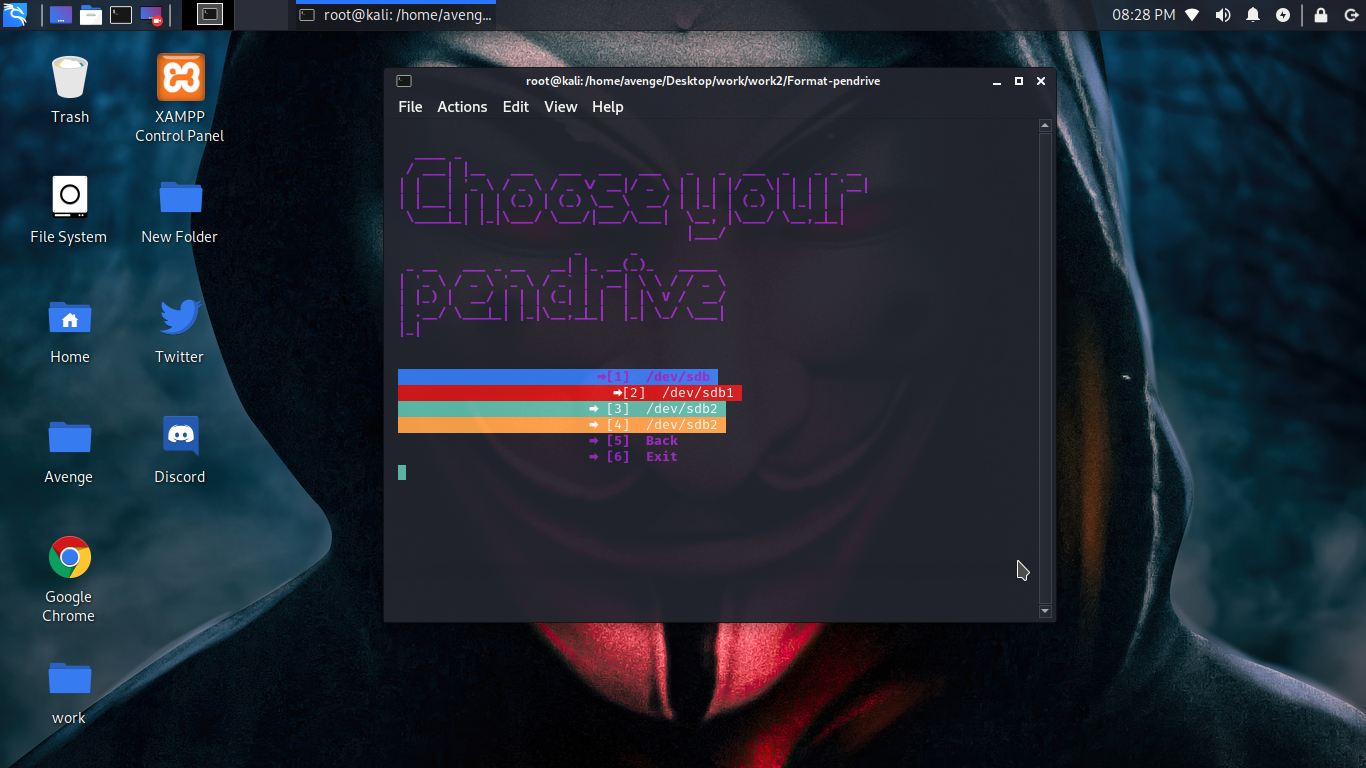 root@kali: /home/aveng...
08:28 PM
Trash
XAMPP
Control Panel
File System
New Folder
Home
Twitter
Avenge
Discord
Google
Chrome
work
root@kali: /home/avenge/Desktop/work/work2/Format-pendrive
File Actions Edit View Help
Choose your
pendrive
➡[1] /dev/sdb
➡[2] /dev/sdb1
➡ [3] /dev/sdb2
➡ [4] /dev/sdb2
➡ [5] Back
➡ [6] Exit